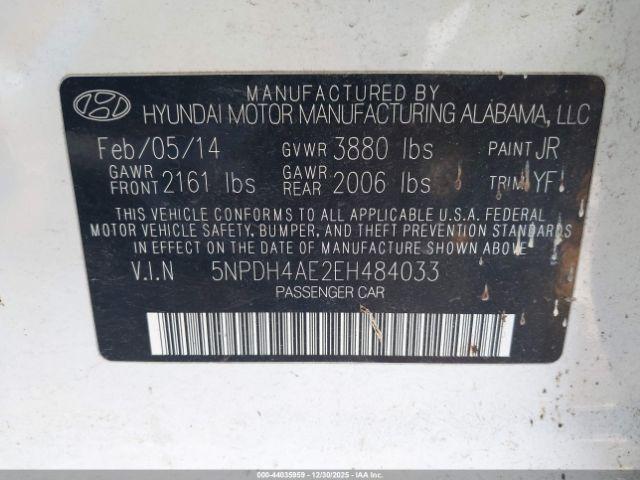 MANUFACTURED BY
HYUNDAI MOTOR MANUFACTURING ALABAMA, LLC
Feb/05/14 GVWR 3880 lbs PAINT JR
GAWR FRONT 2161 lbs GAWR REAR 2006 lbs TRIM YF
THIS VEHICLE CONFORMS TO ALL APPLICABLE U.S.A. FEDERAL
MOTOR VEHICLE SAFETY, BUMPER, AND THEFT PREVENTION STANDARDS
IN EFFECT ON THE DATE OF MANUFACTURE SHOWN ABOVE.
V.I.N 5NPDH4AE2EH484033
PASSENGER CAR
000-44035959 - 12/30/2025 - IAA Inc. Copyright